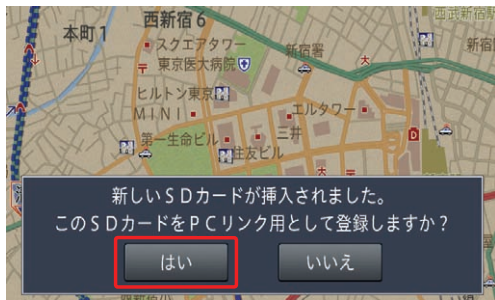 西新宿6
本町1
スクエアタワー
新宿署
東京医大病院
ヒルトン東京
MINI
エルタワー
第一生命ビル
三井
住友ビル
新しいSDカードが挿入されました。
このSDカードをPCリンク用として登録しますか?
はい
いいえ